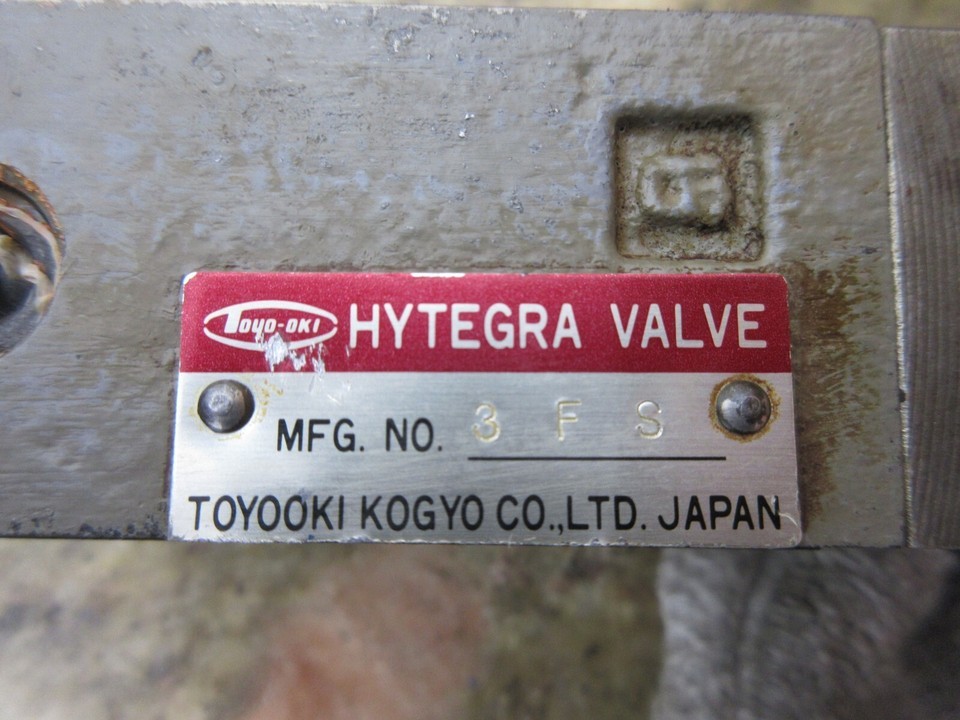 TOYO-OKI HYTEGRA VALVE
MFG. NO. 3 F S
TOYOOKI KOGYO CO.,LTD. JAPAN